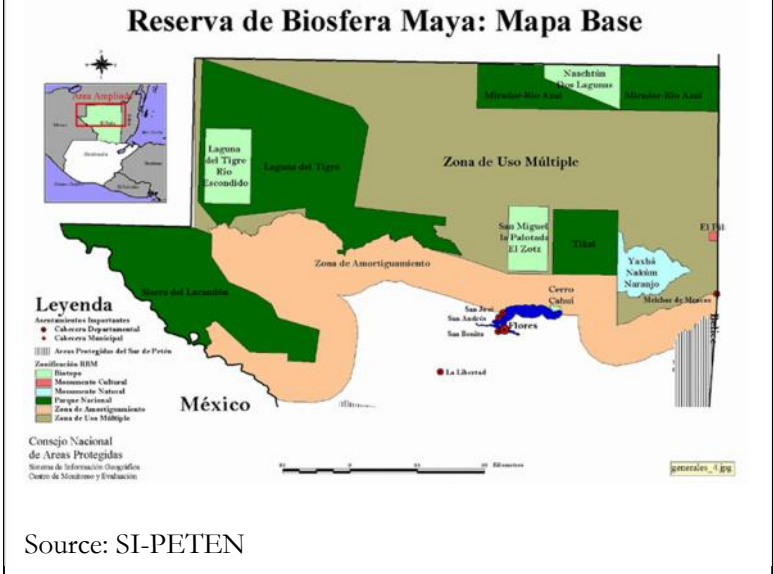 Reserva de Biosfera Maya: Mapa Base
Area Ampliada
Naachtún
Dos Lagunas
Mirador-Río Azul
Mirador-Río Azul
Laguna
del Tigre
Río
Escondido
Laguna del Tigre
Zona de Uso Múltiple
San Miguel
la Palotada
El Zotz
Tikal
El Pilar
Yaxhá
Nakúm
Naranjo
Zona de Amortiguamiento
Sierra del Lacandón
Cerro
Cahui
Melchor de Mencos
Belice
San José
San Andrés
Flores
San Benito
La Libertad
México
Leyenda
Asentamientos Importantes
Cabecera Departamental
Cabecera Municipal
Areas Protegidas del Sur de Petén
Zonificación RBM
Biotopo
Monumento Cultural
Monumento Natural
Parque Nacional
Zona de Amortiguamiento
Zona de Uso Múltiple
Consejo Nacional
de Areas Protegidas
Sistema de Información Geográfica
Centro de Monitoreo y Evaluación
Kilometros
generales_4.jpg
Source: SI-PETEN